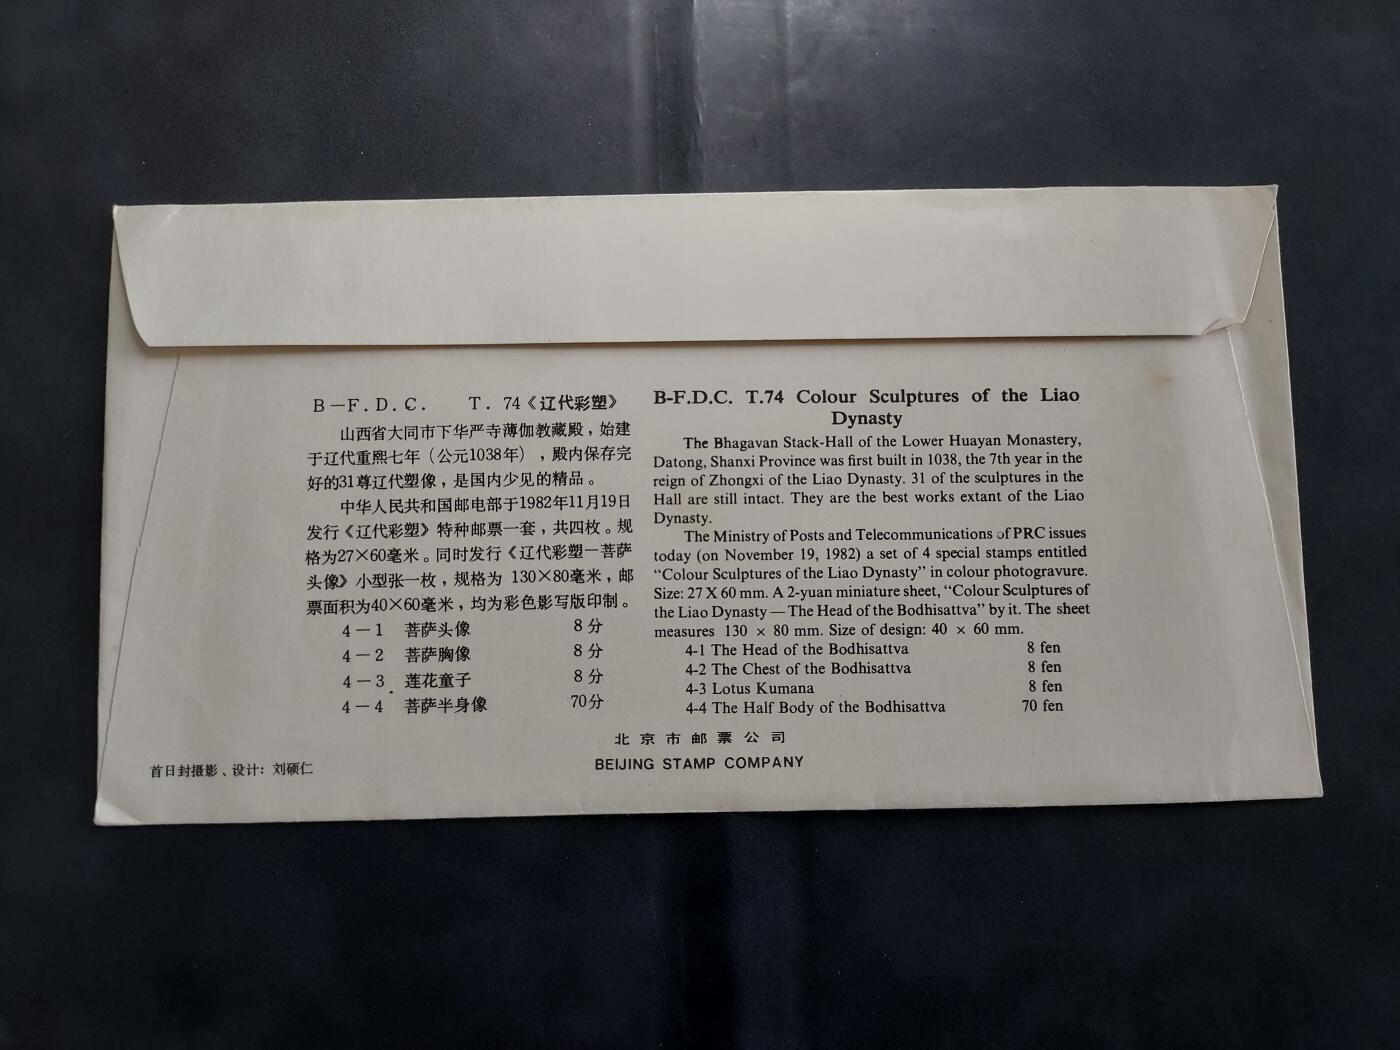 B－F．D．C．　T．74《辽代彩塑》
山西省大同市下华严寺薄伽教藏殿，始建
于辽代重熙七年（公元1038年），殿内保存完
好的31尊辽代塑像，是国内少见的精品。
中华人民共和国邮电部于1982年11月19日
发行《辽代彩塑》特种邮票一套，共四枚。规
格为27×60毫米。同时发行《辽代彩塑－菩萨
头像》小型张一枚，规格为 130×80毫米，邮
票面积为40×60毫米，均为彩色影写版印制。
4－1 菩萨头像 8分
4－2 菩萨胸像 8分
4－3 莲花童子 8分
4－4 菩萨半身像 70分
B-F.D.C. T.74 Colour Sculptures of the Liao
Dynasty
The Bhagavan Stack-Hall of the Lower Huayan Monastery,
Datong, Shanxi Province was first built in 1038, the 7th year in the
reign of Zhongxi of the Liao Dynasty. 31 of the sculptures in the
Hall are still intact. They are the best works extant of the Liao
Dynasty.
The Ministry of Posts and Telecommunications of PRC issues
today (on November 19, 1982) a set of 4 special stamps entitled
“Colour Sculptures of the Liao Dynasty” in colour photogravure.
Size: 27 X 60 mm. A 2-yuan miniature sheet, “Colour Sculptures of
the Liao Dynasty — The Head of the Bodhisattva” by it. The sheet
measures 130 × 80 mm. Size of design: 40 × 60 mm.
4-1 The Head of the Bodhisattva 8 fen
4-2 The Chest of the Bodhisattva 8 fen
4-3 Lotus Kumana 8 fen
4-4 The Half Body of the Bodhisattva 70 fen
北京市邮票公司
BEIJING STAMP COMPANY
首日封摄影、设计：刘硕仁